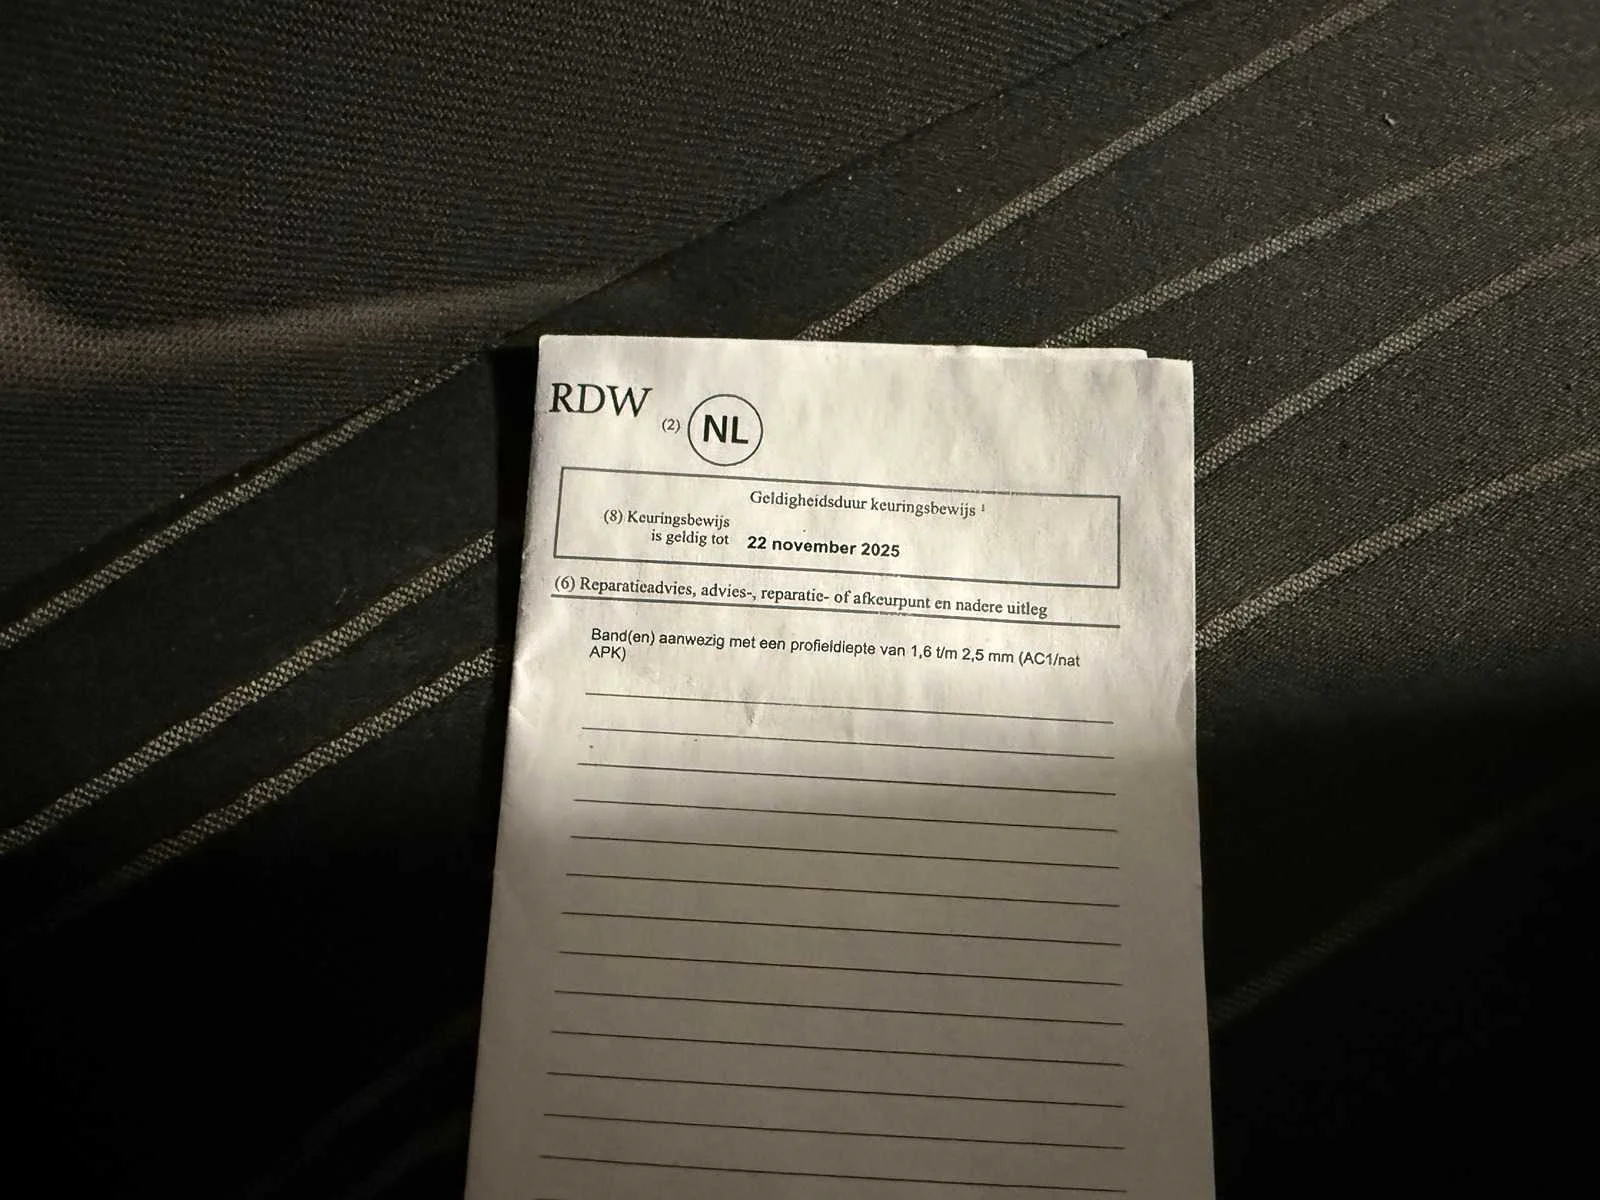 RDW (2) NL
Geldigheidsduur keuringsbewijs ¹
(8) Keuringsbewijs
is geldig tot 22 november 2025
(6) Reparatieadvies, advies-, reparatie- of afkeurpunt en nadere uitleg
Band(en) aanwezig met een profieldiepte van 1,6 t/m 2,5 mm (AC1/nat
APK)